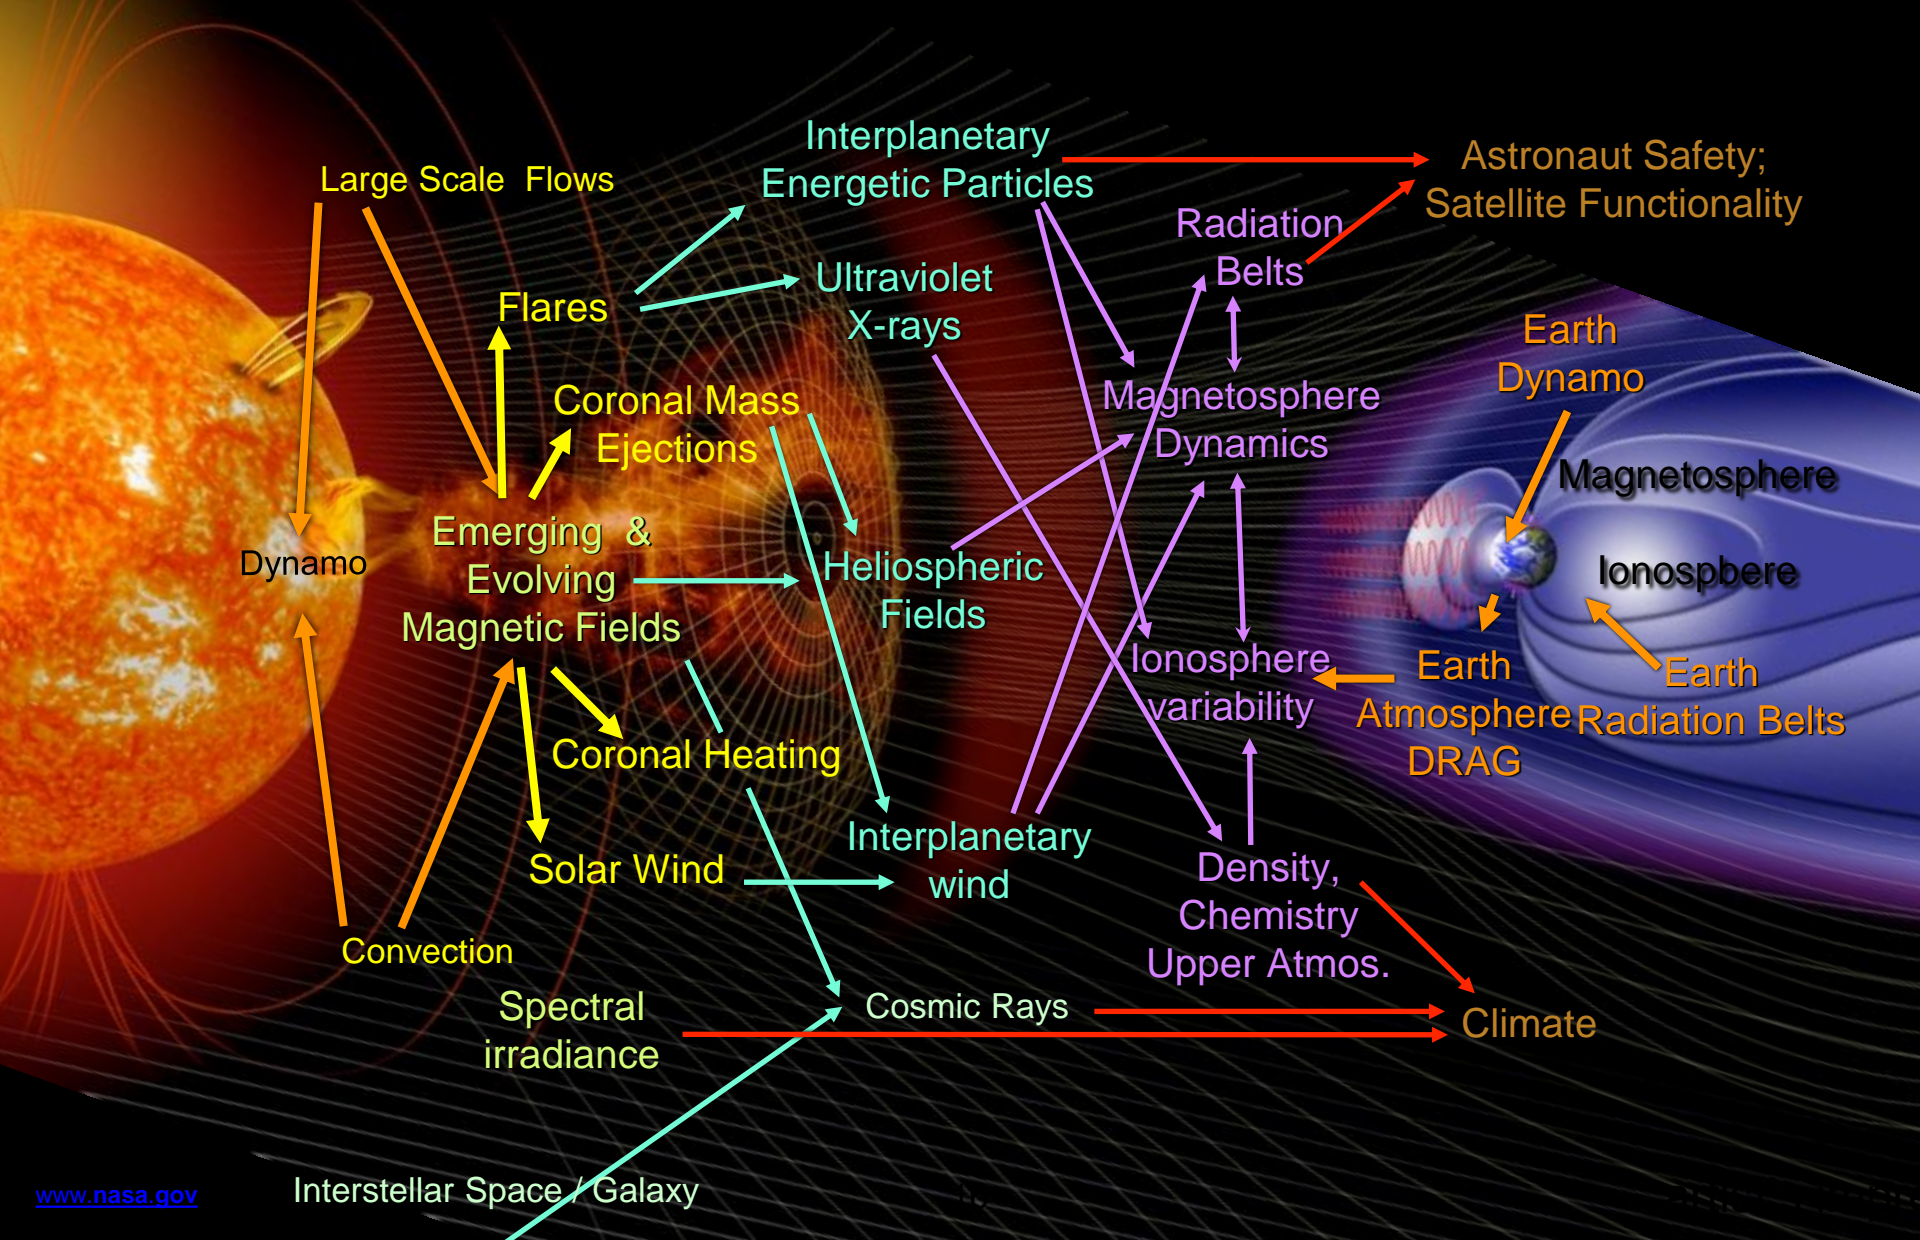 Interplanetary
Energetic Particles
Astronaut Safety;
Satellite Functionality
Large Scale Flows
Radiation
Belts
Ultraviolet
X-rays
Flares
Earth
Dynamo
Coronal Mass
Ejections
Magnetosphere
Dynamics
Magnetosphere
Emerging &
Evolving
Magnetic Fields
Dynamo
Heliospheric
Fields
Ionospbere
Ionosphere
variability
Earth
Atmosphere
DRAG
Earth
Radiation Belts
Coronal Heating
Interplanetary
wind
Solar Wind
Density,
Chemistry
Upper Atmos.
Convection
Spectral
irradiance
Cosmic Rays
Climate
www.nasa.gov
Interstellar Space / Galaxy